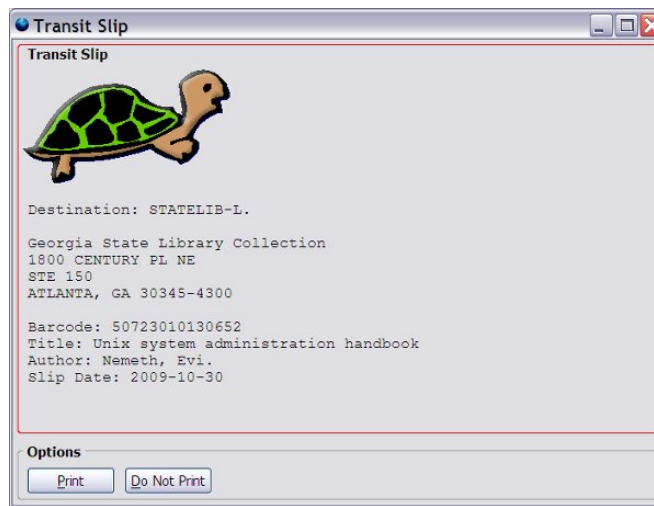 Transit Slip
Transit Slip
Destination: STATELIB-L.
Georgia State Library Collection
1800 CENTURY PL NE
STE 150
ATLANTA, GA 30345-4300
Barcode: 50723010130652
Title: Unix system administration handbook
Author: Nemeth, Evi.
Slip Date: 2009-10-30
Options
Print Do Not Print